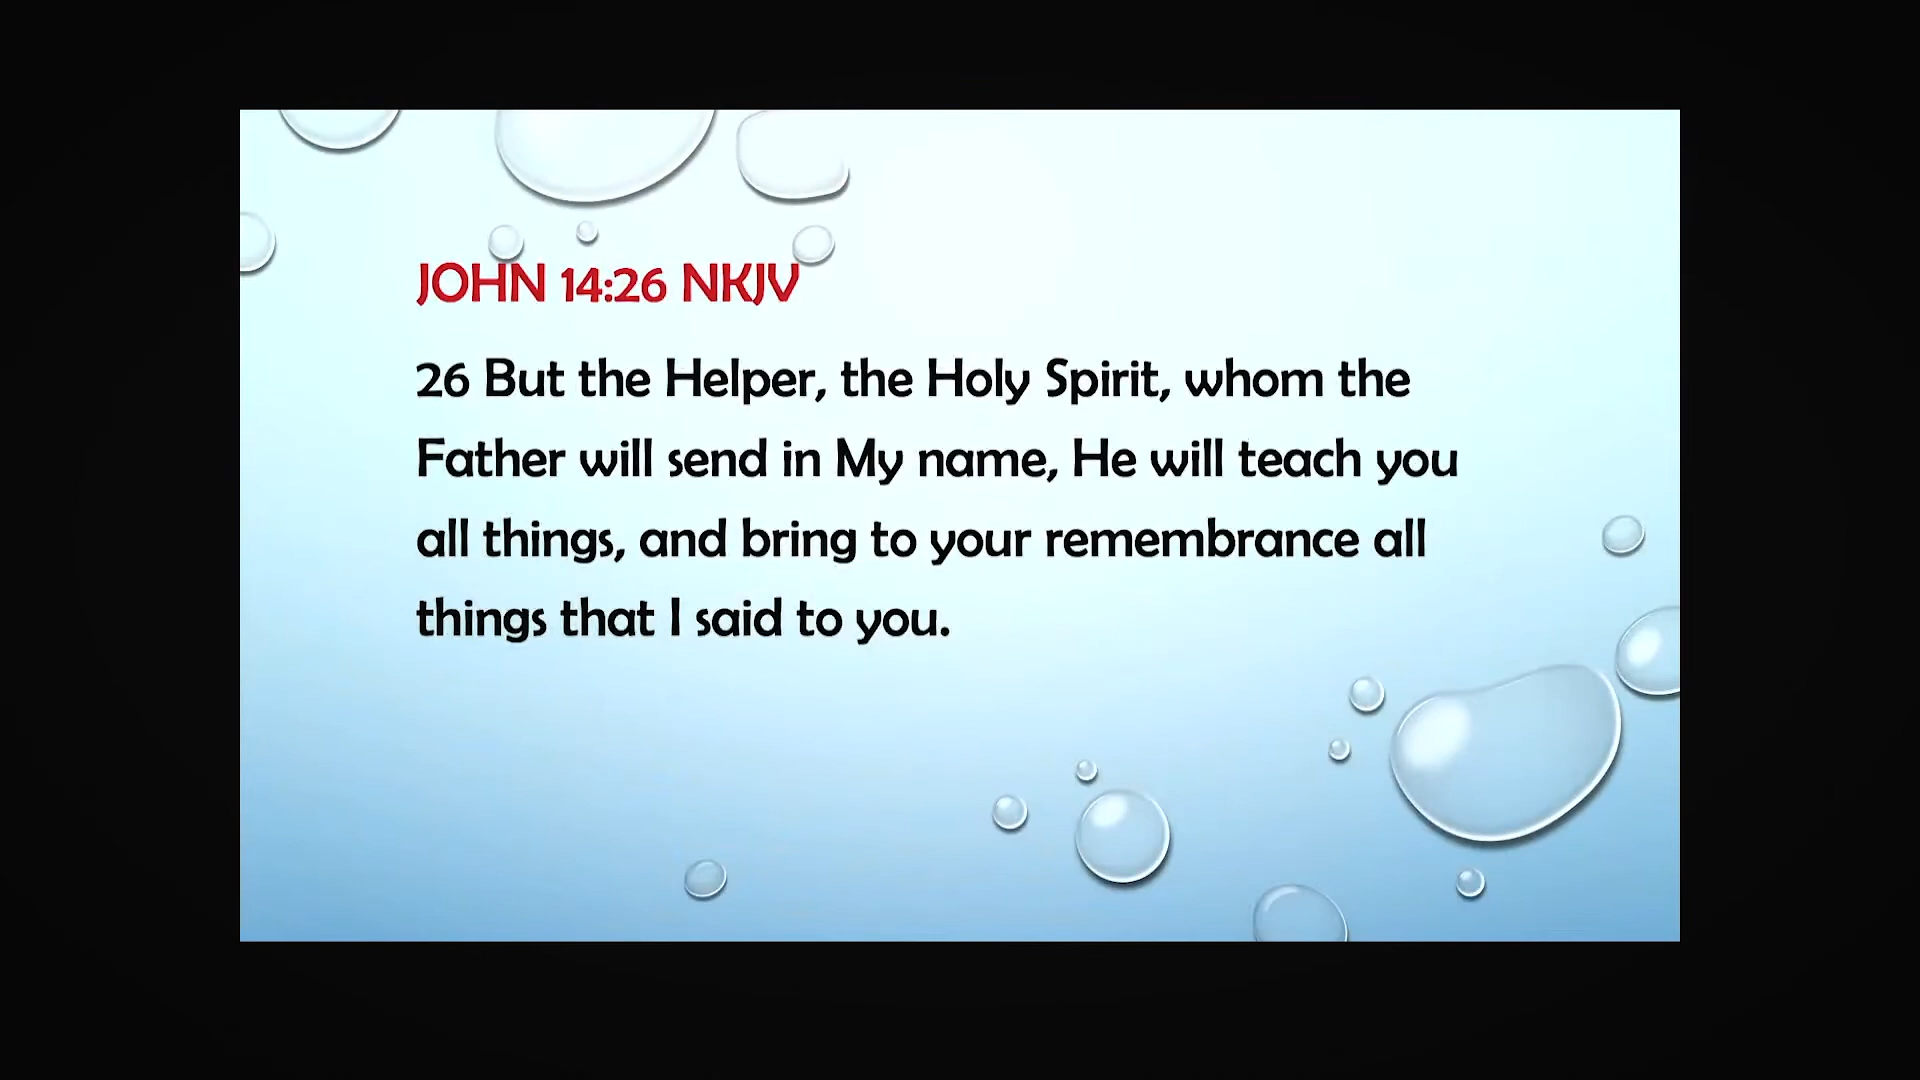 JOHN 14:26 NKJV
26 But the Helper, the Holy Spirit, whom the
Father will send in My name, He will teach you
all things, and bring to your remembrance all
things that I said to you.